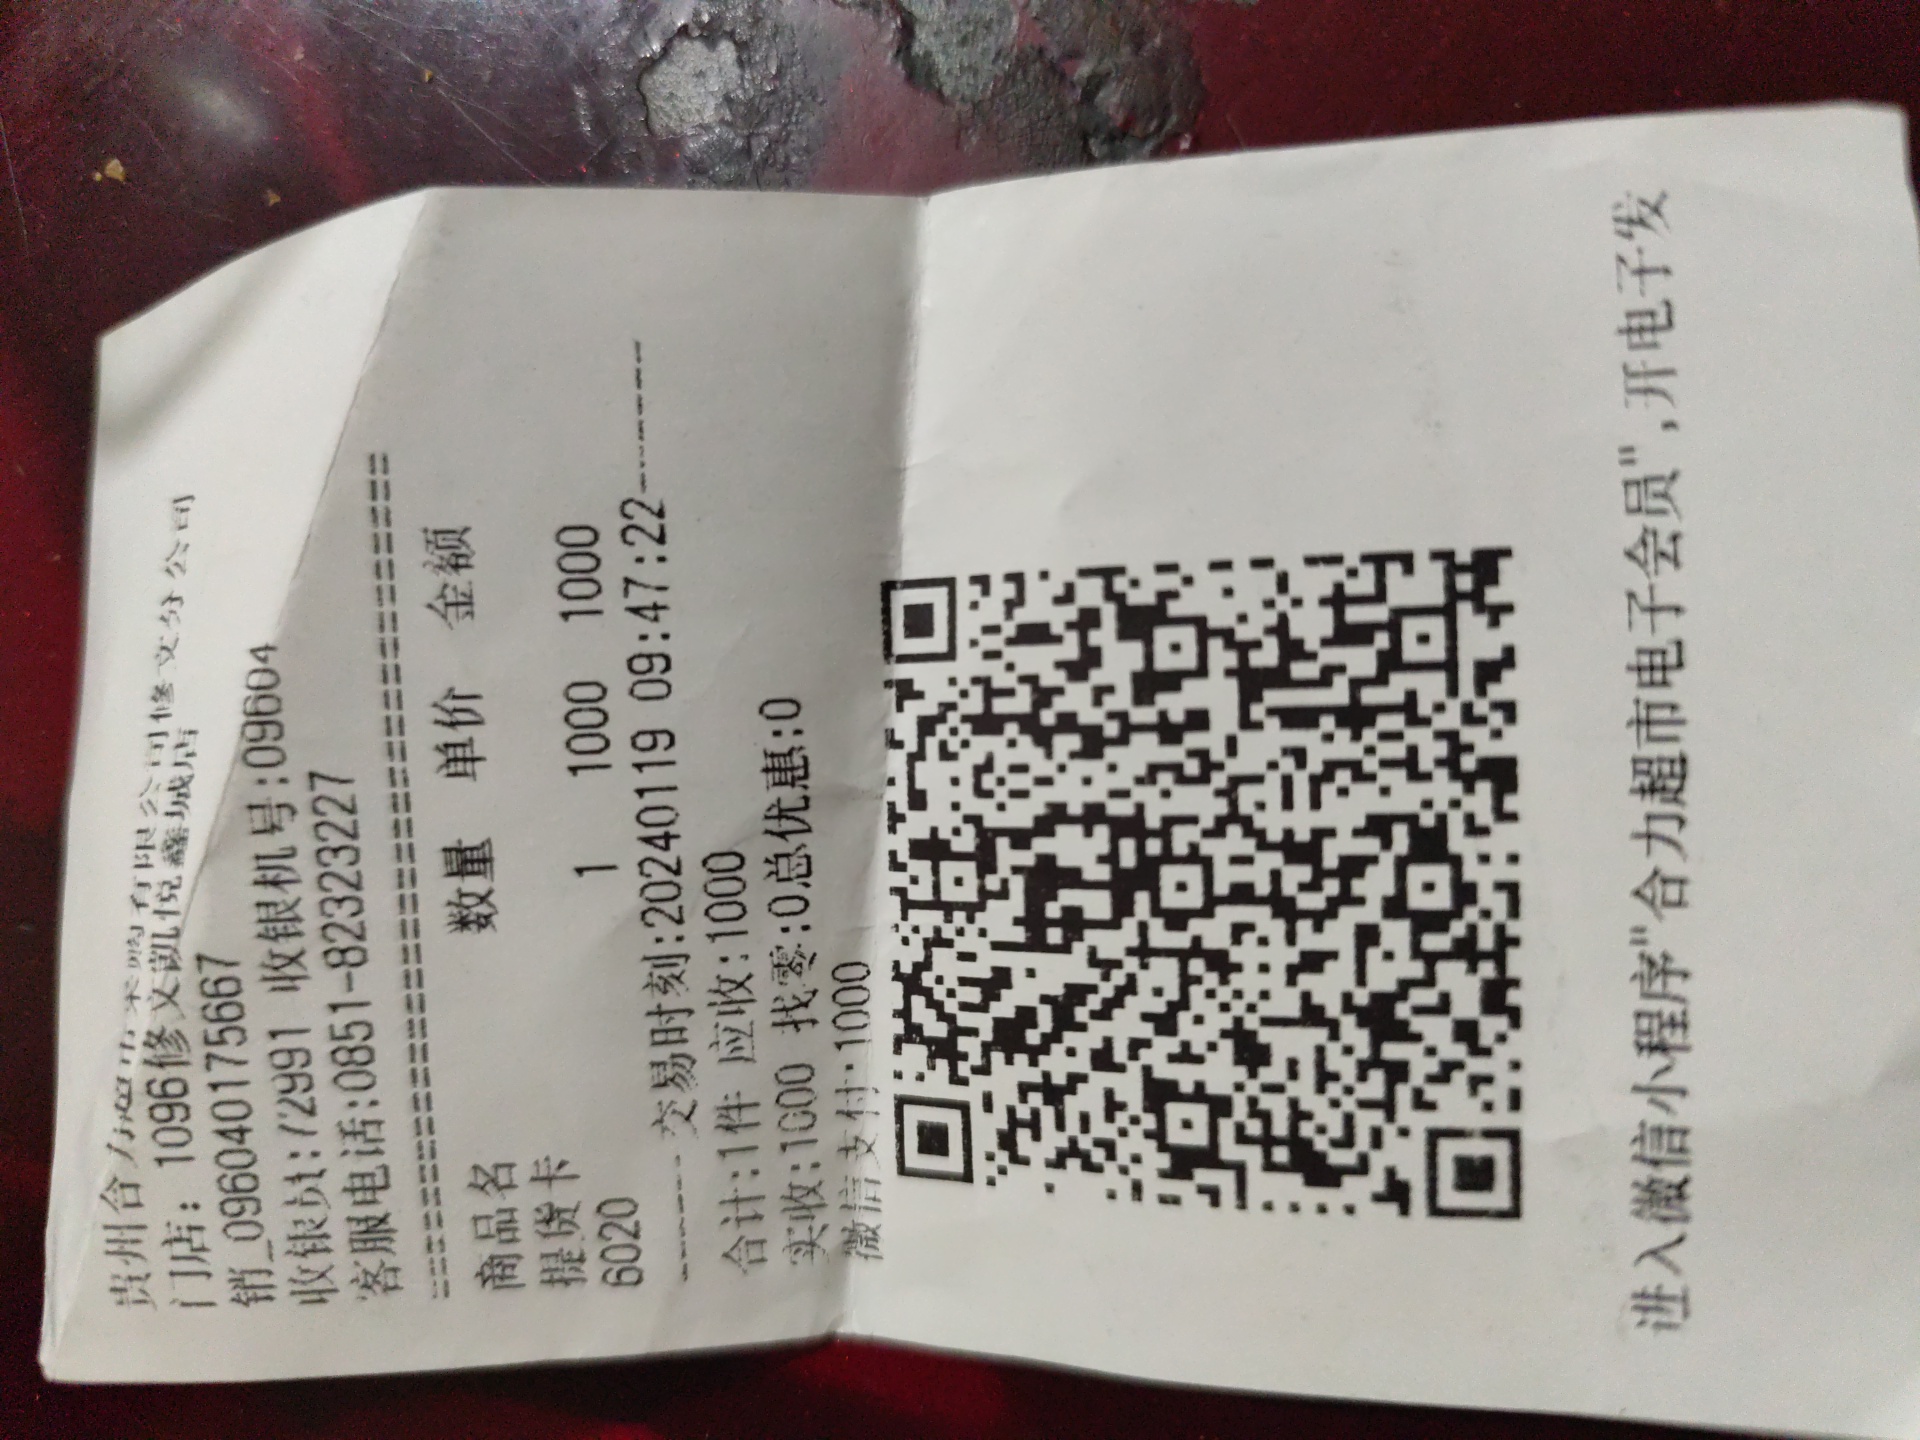 贵州合力超市采购有限公司修文分公司
门店: 1096修文凯悦鑫城店
销_096040175667
收银员:72991 收银机号:09604
客服电话:0851-82323227
================================
商品名 数量 单价 金额
提货卡
6020 1 1000 1000
------交易时刻:20240119 09:47:22--------
合计:1件 应收:1000
实收:1000 找零:0总优惠:0
微信支付:1000
进入微信小程序"合力超市电子会员",开电子发